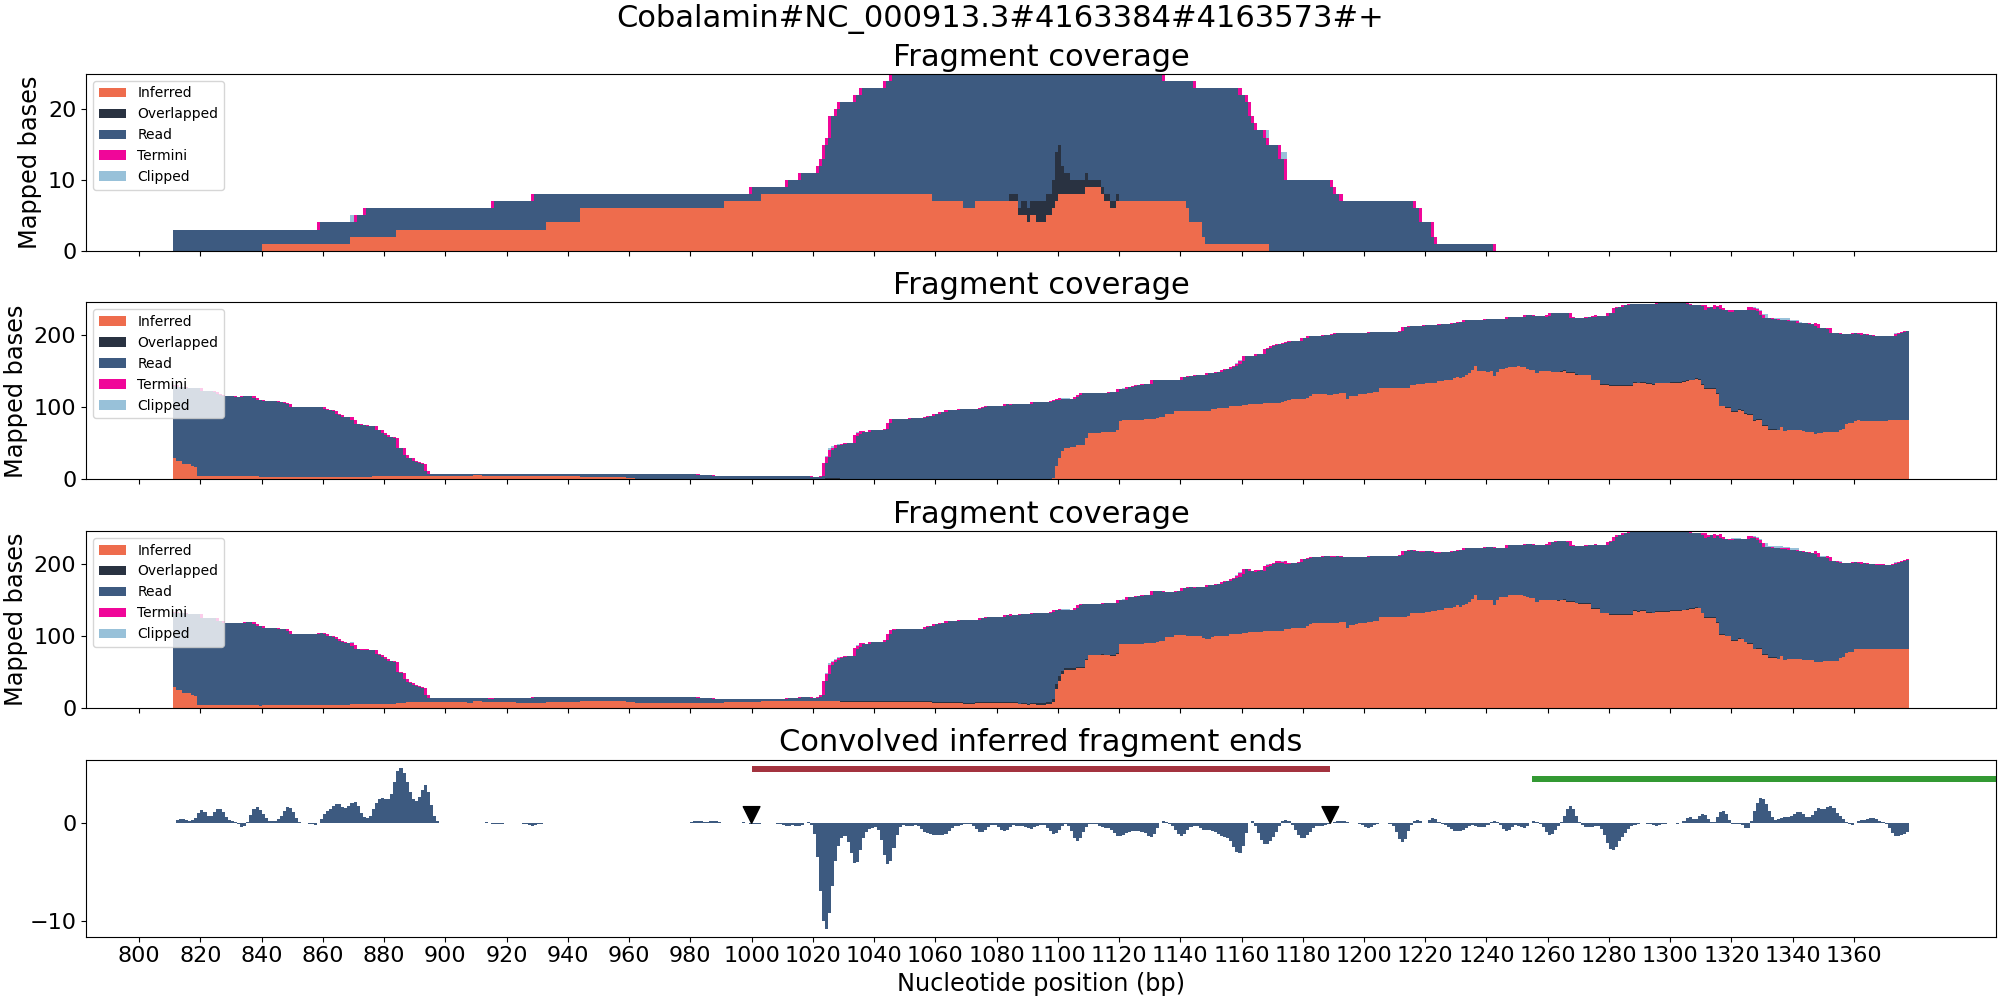 Cobalamin#NC_000913.3#4163384#4163573#+
Fragment coverage
Mapped bases
20
10
0
Inferred
Overlapped
Read
Termini
Clipped
Fragment coverage
Mapped bases
200
100
0
Inferred
Overlapped
Read
Termini
Clipped
Fragment coverage
Mapped bases
200
100
0
Inferred
Overlapped
Read
Termini
Clipped
Convolved inferred fragment ends
0
−10
800 820 840 860 880 900 920 940 960 980 1000 1020 1040 1060 1080 1100 1120 1140 1160 1180 1200 1220 1240 1260 1280 1300 1320 1340 1360
Nucleotide position (bp)